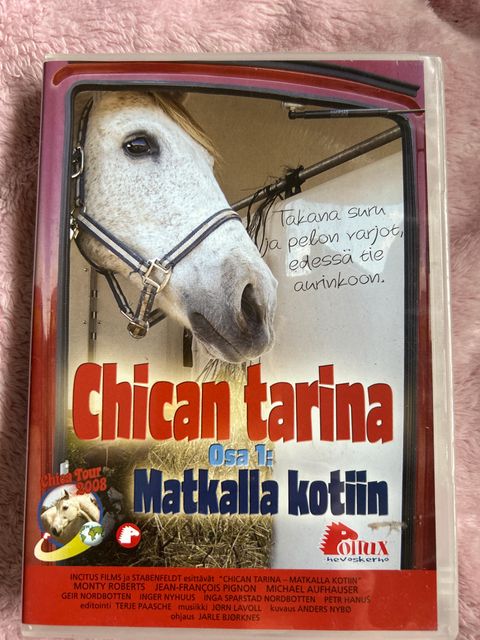 Takana suru
ja pelon varjot,
edessä tie
aurinkoon.
Chican tarina
Osa 1:
Matkalla kotiin
Chica Tour
2008
Pollux
hevoskerho
INCITUS FILMS ja STABENFELDT esittävät "CHICAN TARINA – MATKALLA KOTIIN"
MONTY ROBERTS JEAN-FRANÇOIS PIGNON MICHAEL AUFHAUSER
GEIR NORDBOTTEN INGER NYHUUS INGA SPARSTAD NORDBOTTEN PETR HANUS
editointi TERJE PAASCHE musiikki JØRN LAVOLL kuvaus ANDERS NYBØ
ohjaus JARLE BJØRKNES